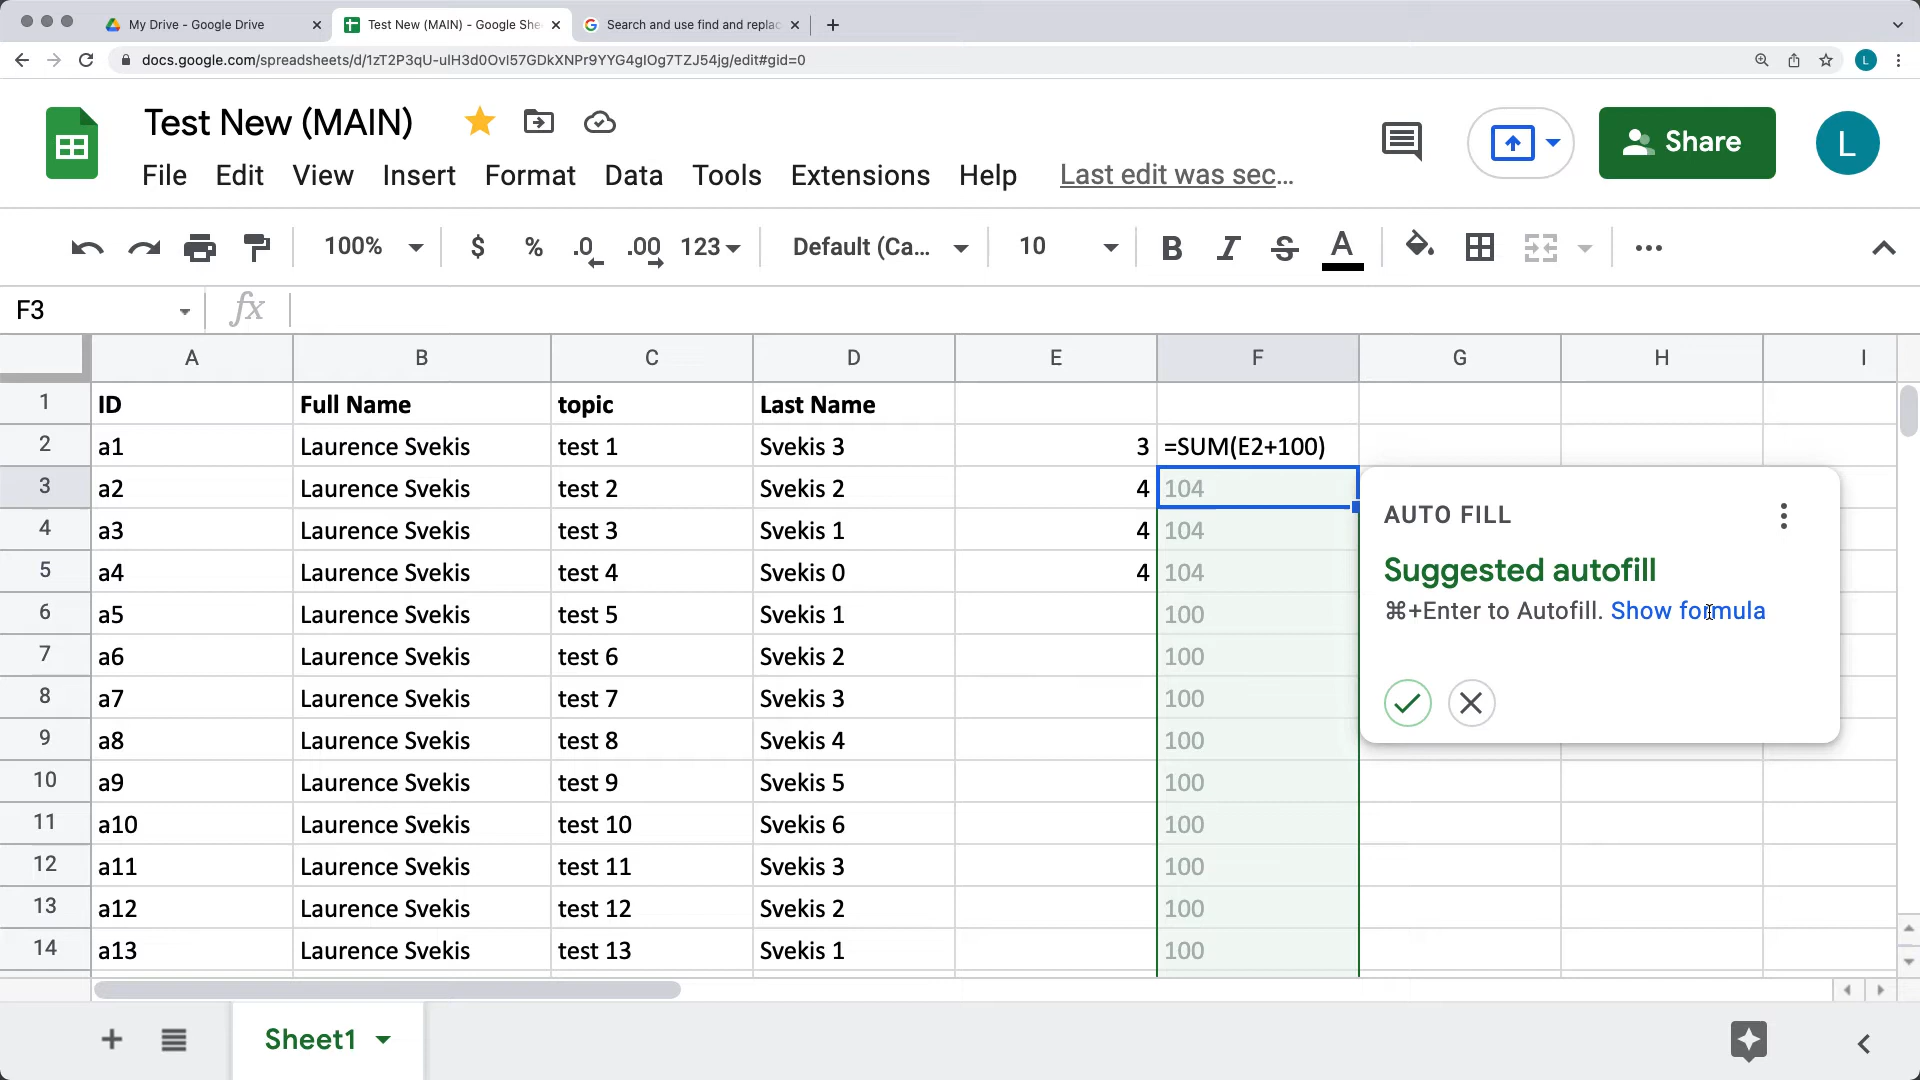 My Drive - Google Drive
Test New (MAIN) - Google She
Search and use find and replac
docs.google.com/spreadsheets/d/1zT2P3qU-uIH3d0OvI57GDkXNPr9YYG4gIOg7TZJ54jg/edit#gid=0
L
Test New (MAIN)
Share
L
File Edit View Insert Format Data Tools Extensions Help Last edit was sec...
100% $ % .0 .00 123 Default (Ca... 10 B I S A
F3 fx
A B C D E F G H I
1 ID Full Name topic Last Name
2 a1 Laurence Svekis test 1 Svekis 3 3 =SUM(E2+100)
3 a2 Laurence Svekis test 2 Svekis 2 4 104
4 a3 Laurence Svekis test 3 Svekis 1 4 104
5 a4 Laurence Svekis test 4 Svekis 0 4 104
6 a5 Laurence Svekis test 5 Svekis 1 100
7 a6 Laurence Svekis test 6 Svekis 2 100
8 a7 Laurence Svekis test 7 Svekis 3 100
9 a8 Laurence Svekis test 8 Svekis 4 100
10 a9 Laurence Svekis test 9 Svekis 5 100
11 a10 Laurence Svekis test 10 Svekis 6 100
12 a11 Laurence Svekis test 11 Svekis 3 100
13 a12 Laurence Svekis test 12 Svekis 2 100
14 a13 Laurence Svekis test 13 Svekis 1 100
AUTO FILL
Suggested autofill
⌘+Enter to Autofill. Show formula
Sheet1